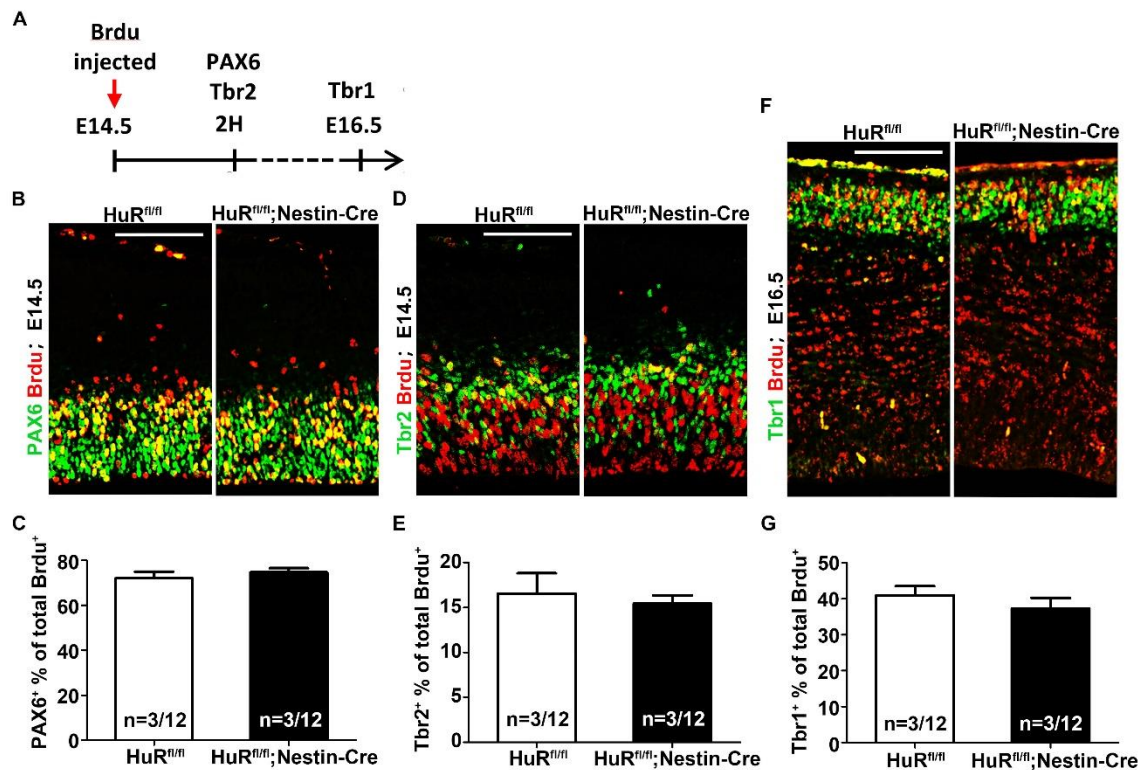 A
Brdu
injected
PAX6
Tbr2
2H
Tbr1
E14.5
E16.5
B
HuRfl/fl
HuRfl/fl;Nestin-Cre
PAX6 Brdu; E14.5
D
HuRfl/fl
HuRfl/fl;Nestin-Cre
Tbr2 Brdu; E14.5
F
HuRfl/fl
HuRfl/fl;Nestin-Cre
Tbr1 Brdu; E16.5
C
PAX6+ % of total Brdu+
80
60
40
20
0
n=3/12
n=3/12
HuRfl/fl
HuRfl/fl;Nestin-Cre
E
Tbr2+ % of total Brdu+
20
15
10
5
0
n=3/12
n=3/12
HuRfl/fl
HuRfl/fl;Nestin-Cre
G
Tbr1+ % of total Brdu+
50
40
30
20
10
0
n=3/12
n=3/12
HuRfl/fl
HuRfl/fl;Nestin-Cre